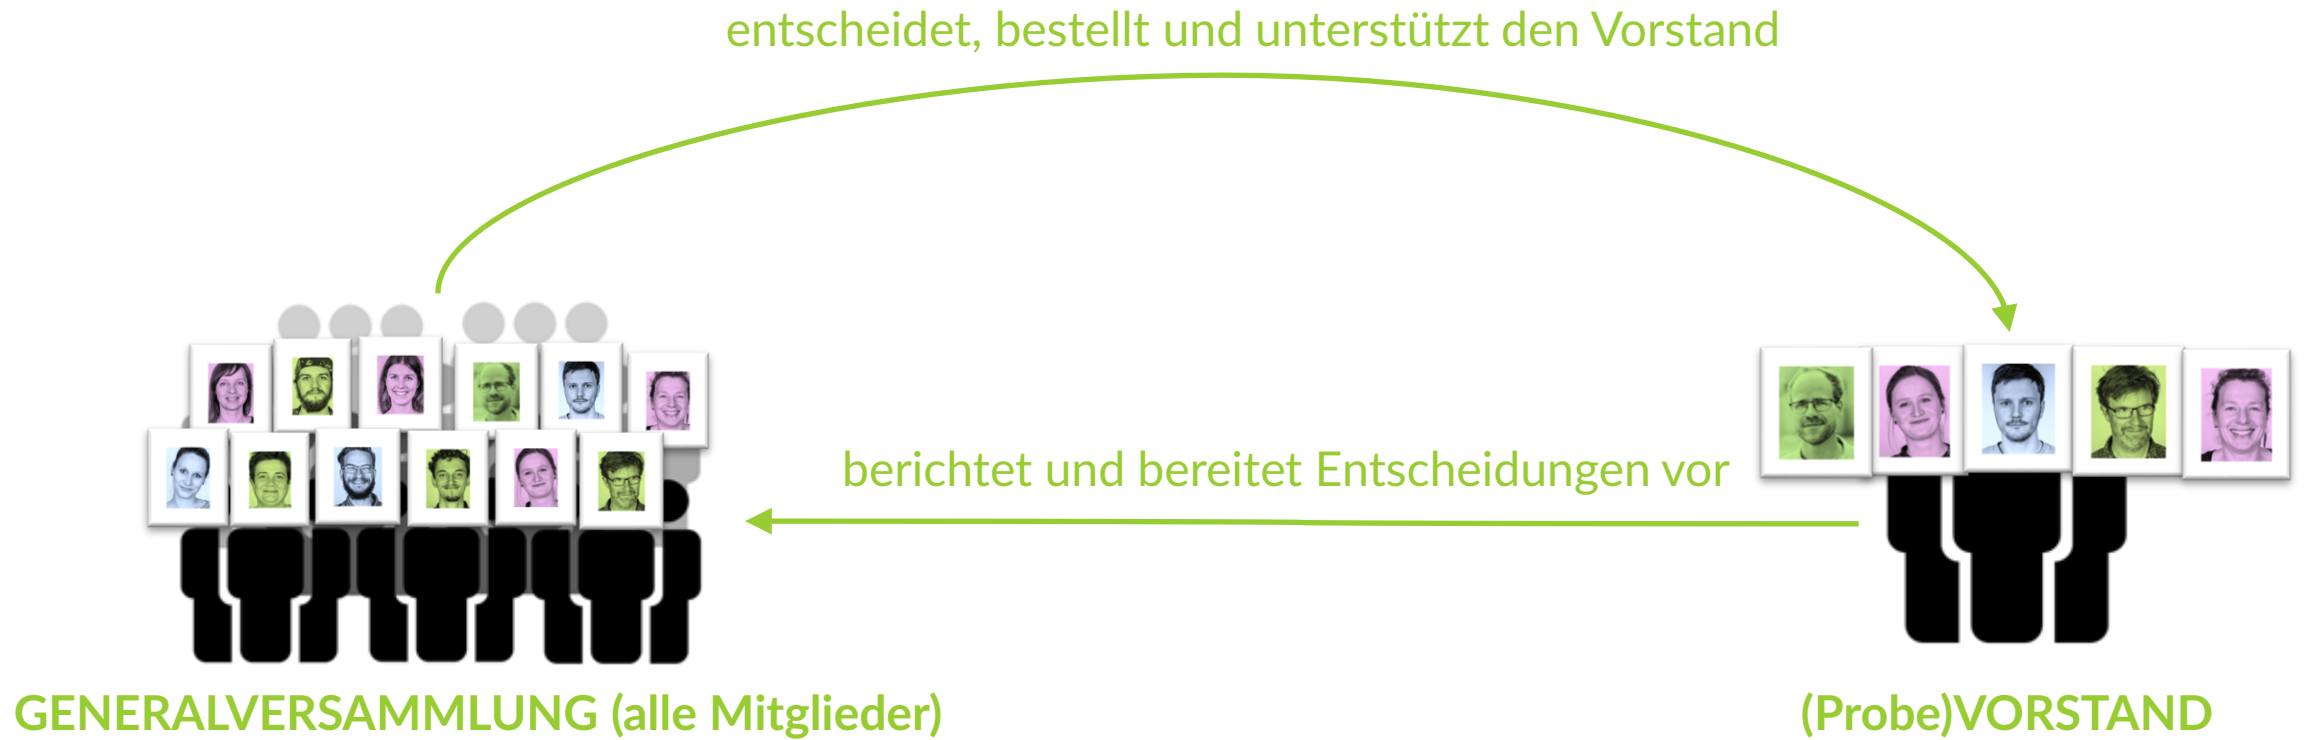 entscheidet, bestellt und unterstützt den Vorstand
berichtet und bereitet Entscheidungen vor
GENERALVERSAMMLUNG (alle Mitglieder)
(Probe)VORSTAND